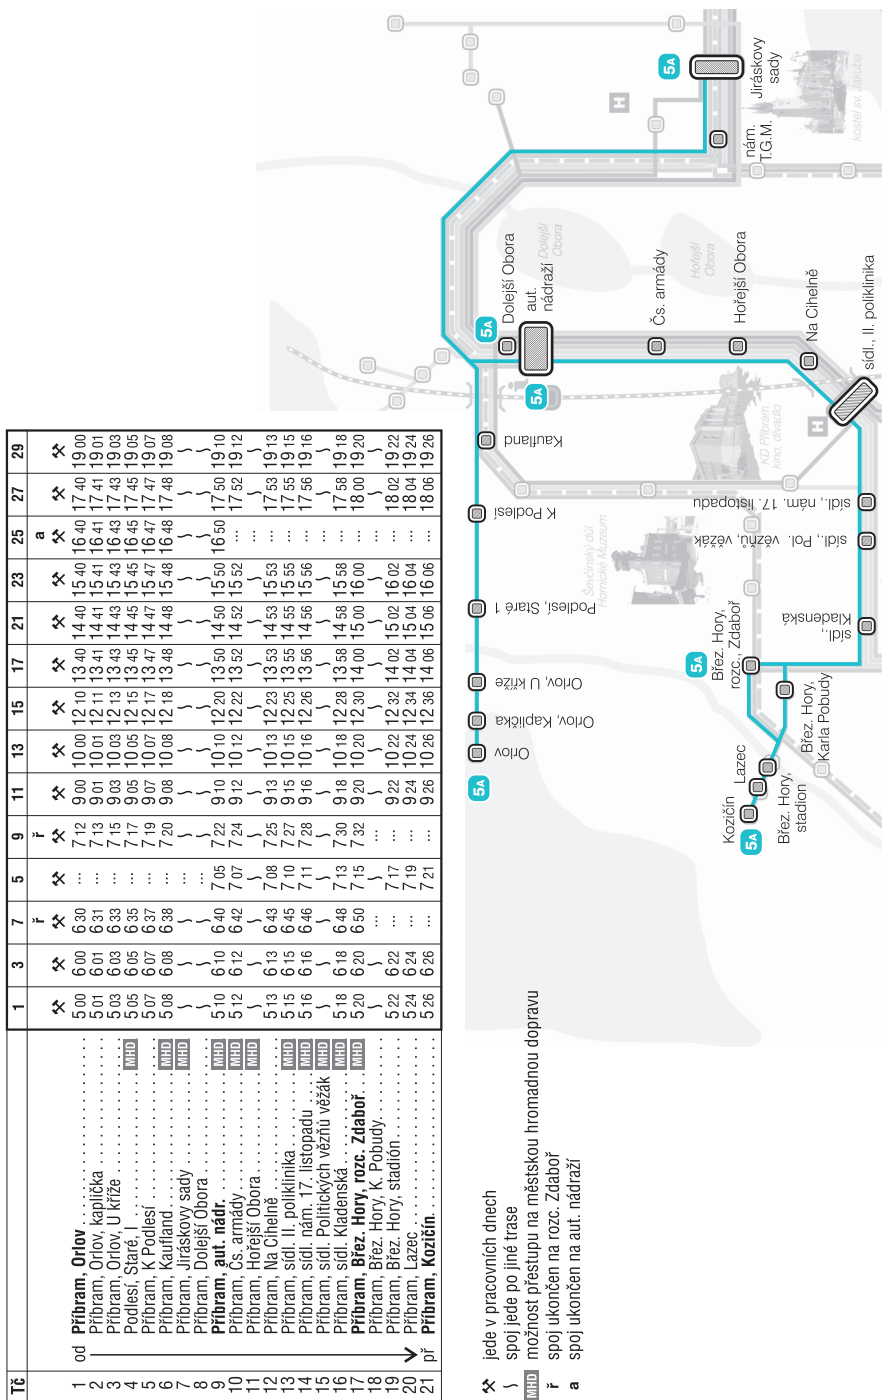 Tč 1 3 7 5 9 11 13 15 17 21 23 25 27 29
ř ř a
⚒ ⚒ ⚒ ⚒ ⚒ ⚒ ⚒ ⚒ ⚒ ⚒ ⚒ ⚒ ⚒ ⚒
1 od Příbram, Orlov 5 00 6 00 6 30 ... 7 12 9 00 10 00 12 10 13 40 14 40 15 40 16 40 17 40 19 00
2 Příbram, Orlov, kaplička 5 01 6 01 6 31 ... 7 13 9 01 10 01 12 11 13 41 14 41 15 41 16 41 17 41 19 01
3 Příbram, Orlov, U kříže 5 03 6 03 6 33 ... 7 15 9 03 10 03 12 13 13 43 14 43 15 43 16 43 17 43 19 03
4 Podlesí, Staré, I MHD 5 05 6 05 6 35 ... 7 17 9 05 10 05 12 15 13 45 14 45 15 45 16 45 17 45 19 05
5 Příbram, K Podlesí 5 07 6 07 6 37 ... 7 19 9 07 10 07 12 17 13 47 14 47 15 47 16 47 17 47 19 07
6 Příbram, Kaufland MHD 5 08 6 08 6 38 ... 7 20 9 08 10 08 12 18 13 48 14 48 15 48 16 48 17 48 19 08
7 Příbram, Jiráskovy sady MHD ⌇ ⌇ ⌇ ... ⌇ ⌇ ⌇ ⌇ ⌇ ⌇ ⌇ ⌇ ⌇ ⌇
8 Příbram, Dolejší Obora ⌇ ⌇ ⌇ ... ⌇ ⌇ ⌇ ⌇ ⌇ ⌇ ⌇ ⌇ ⌇ ⌇
9 Příbram, aut. nádr. MHD 5 10 6 10 6 40 7 05 7 22 9 10 10 10 12 20 13 50 14 50 15 50 16 50 17 50 19 10
10 Příbram, Čs. armády MHD 5 12 6 12 6 42 7 07 7 24 9 12 10 12 12 22 13 52 14 52 15 52 ... 17 52 19 12
11 Příbram, Hořejší Obora MHD ⌇ ⌇ ⌇ ⌇ ⌇ ⌇ ⌇ ⌇ ⌇ ⌇ ⌇ ... ⌇ ⌇
12 Příbram, Na Cihelně 5 13 6 13 6 43 7 08 7 25 9 13 10 13 12 23 13 53 14 53 15 53 ... 17 53 19 13
13 Příbram, sídl. II. poliklinika MHD 5 15 6 15 6 45 7 10 7 27 9 15 10 15 12 25 13 55 14 55 15 55 ... 17 55 19 15
14 Příbram, sídl. nám. 17. listopadu MHD 5 16 6 16 6 46 7 11 7 28 9 16 10 16 12 26 13 56 14 56 15 56 ... 17 56 19 16
15 Příbram, sídl. Politických vězňů věžák MHD ⌇ ⌇ ⌇ ⌇ ⌇ ⌇ ⌇ ⌇ ⌇ ⌇ ⌇ ... ⌇ ⌇
16 Příbram, sídl. Kladenská MHD 5 18 6 18 6 48 7 13 7 30 9 18 10 18 12 28 13 58 14 58 15 58 ... 17 58 19 18
17 Příbram, Březové. Hory, rozc. Zdaboř MHD 5 20 6 20 6 50 7 15 7 32 9 20 10 20 12 30 14 00 15 00 16 00 ... 18 00 19 20
18 Příbram, Břez. Hory, K. Pobudy ⌇ ⌇ ... ⌇ ... ⌇ ⌇ ⌇ ⌇ ⌇ ⌇ ... ⌇ ⌇
19 Příbram, Břez. Hory, stadión 5 22 6 22 ... 7 17 ... 9 22 10 22 12 32 14 02 15 02 16 02 ... 18 02 19 22
20 Příbram, Lazec 5 24 6 24 ... 7 19 ... 9 24 10 24 12 34 14 04 15 04 16 04 ... 18 04 19 24
21 př Příbram, Kozičín 5 26 6 26 ... 7 21 ... 9 26 10 26 12 36 14 06 15 06 16 06 ... 18 06 19 26
⚒ jede v pracovních dnech
⌇ spoj jede po jiné trase
MHD možnost přestupu na městskou hromadnou dopravu
ř spoj ukončen na rozc. Zdaboř
a spoj ukončen na aut. nádraží
5A
Orlov
Orlov, Kaplička
Orlov, U kříže
Podlesí, Staré 1
K Podlesí
Kaufland
5A
Dolejší Obora
5A
aut.
nádraží
Dolejší
Obora
Čs. armády
Hořejší
Obora
Hořejší Obora
Na Cihelně
sídl., II. poliklinika
5A
Jiráskovy
sady
nám.
T.G.M.
H
kostel sv. Jakuba
Ševčinský důl
Hornické Muzeum
KD Příbram
kino, divadlo
H
sídl., nám. 17. listopadu
sídl., Pol. vězňů, věžák
sídl.,
Kladenská
5A
Břez. Hory,
rozc., Zdaboř
Břez. Hory,
Karla Pobudy
Lazec
Břez. Hory,
stadion
Kozičín
5A